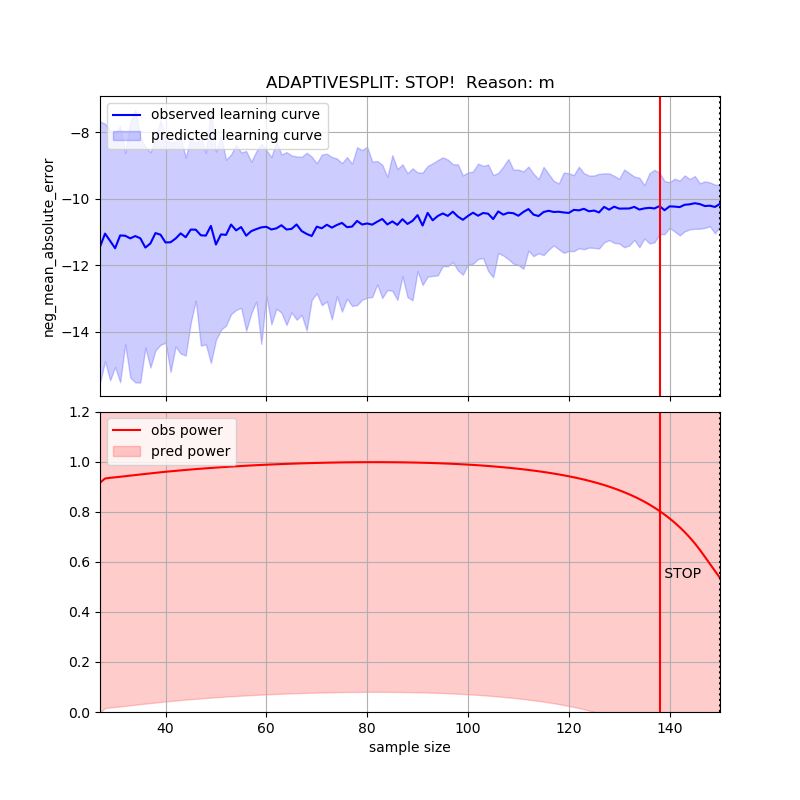 ADAPTIVESPLIT: STOP!  Reason: m
observed learning curve
predicted learning curve
−8
−10
−12
−14
neg_mean_absolute_error
obs power
pred power
1.2
1.0
0.8
0.6
0.4
0.2
0.0
STOP
40 60 80 100 120 140
sample size